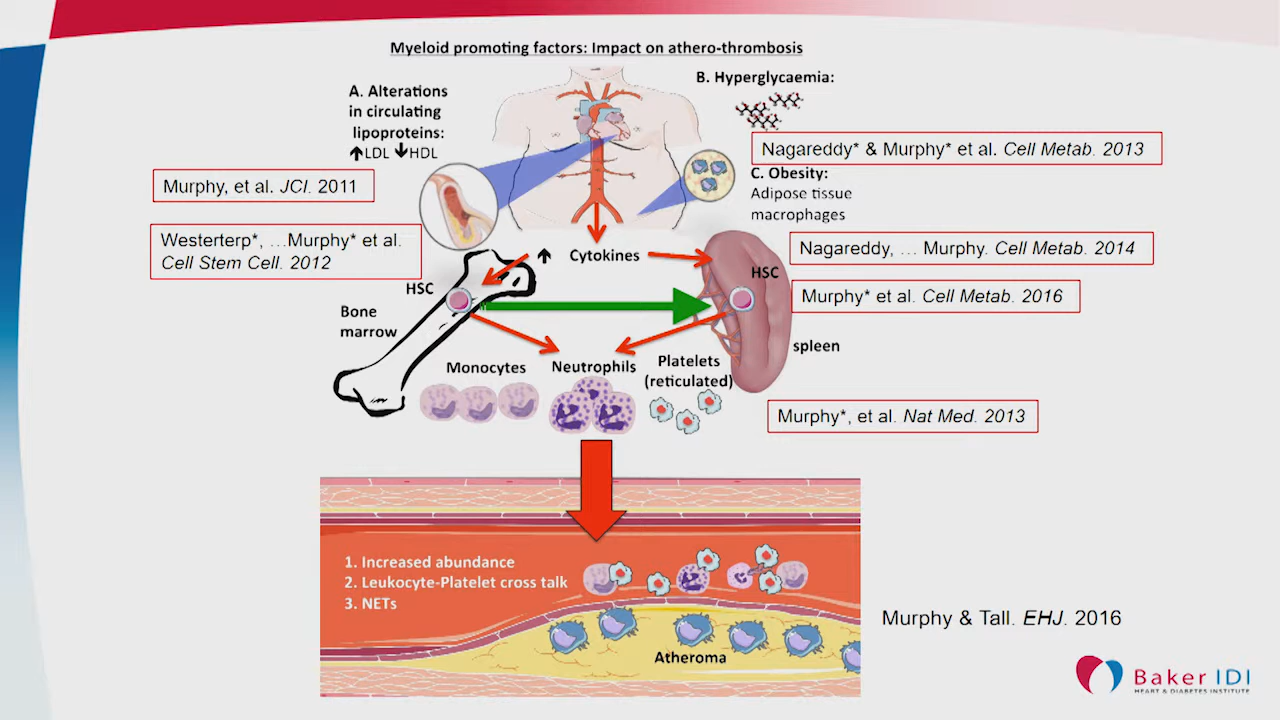 Myeloid promoting factors: Impact on athero-thrombosis
A. Alterations
in circulating
lipoproteins:
↑LDL ↓HDL
B. Hyperglycaemia:
Nagareddy* & Murphy* et al. Cell Metab. 2013
C. Obesity:
Adipose tissue
macrophages
Murphy, et al. JCI. 2011
Westerterp*, …Murphy* et al.
Cell Stem Cell. 2012
↑ Cytokines
Nagareddy, … Murphy. Cell Metab. 2014
HSC
HSC
Murphy* et al. Cell Metab. 2016
Bone
marrow
spleen
Monocytes
Neutrophils
Platelets
(reticulated)
Murphy*, et al. Nat Med. 2013
1. Increased abundance
2. Leukocyte-Platelet cross talk
3. NETs
Atheroma
Murphy & Tall. EHJ. 2016
Baker IDI
HEART & DIABETES INSTITUTE